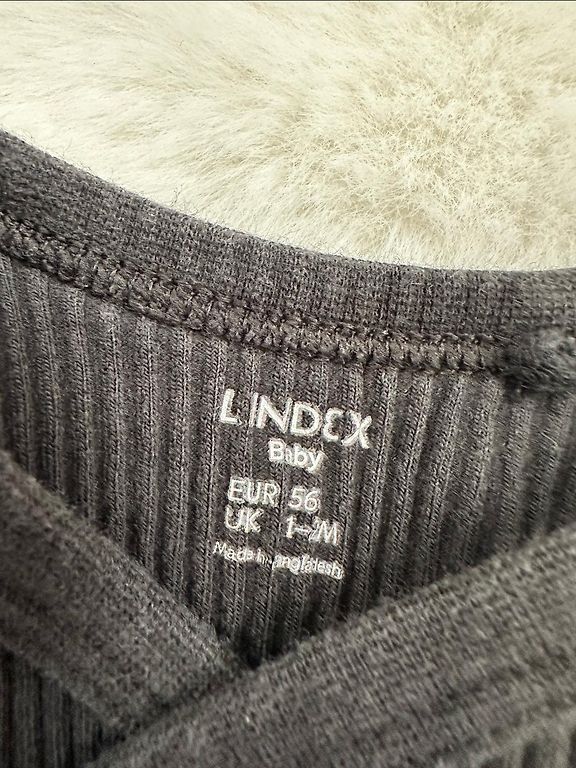 LINDEX
Baby
EUR 56
UK 1-2M
Made in Bangladesh